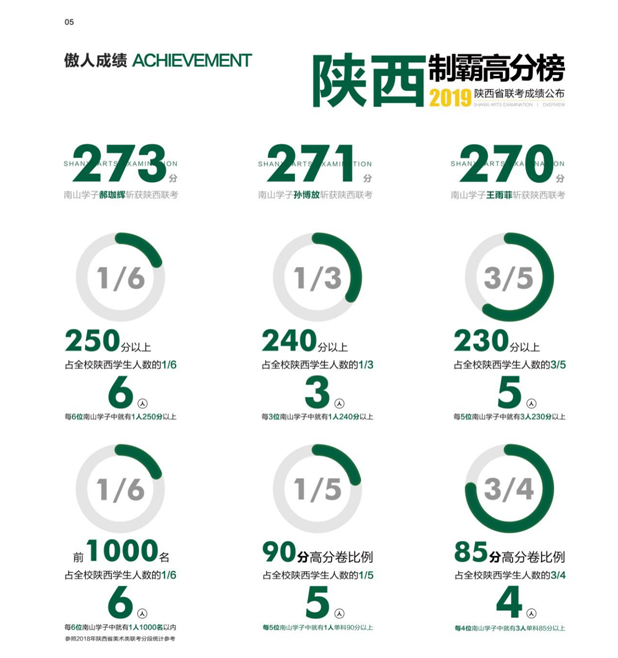 05
傲人成绩 ACHIEVEMENT
陕西 制霸高分榜
2019 陕西省联考成绩公布
SHANXI ARTS EXAMINATION | OVERVIEW
273分
南山学子郝珈辉斩获陕西联考
271分
南山学子孙博放斩获陕西联考
270分
南山学子王雨菲斩获陕西联考
1/6
1/3
3/5
250分以上
占全校陕西学生人数的1/6
6人
每6位南山学子中就有1人250分以上
240分以上
占全校陕西学生人数的1/3
3人
每3位南山学子中就有1人240分以上
230分以上
占全校陕西学生人数的3/5
5人
每5位南山学子中就有3人230分以上
1/6
1/5
3/4
前1000名
占全校陕西学生人数的1/6
6人
每6位南山学子中就有1人1000名以内
参照2018年陕西省美术类联考分段统计参考
90分高分卷比例
占全校陕西学生人数的1/5
5人
每5位南山学子中就有1人单科90分以上
85分高分卷比例
占全校陕西学生人数的3/4
4人
每4位南山学子中就有3人单科85分以上